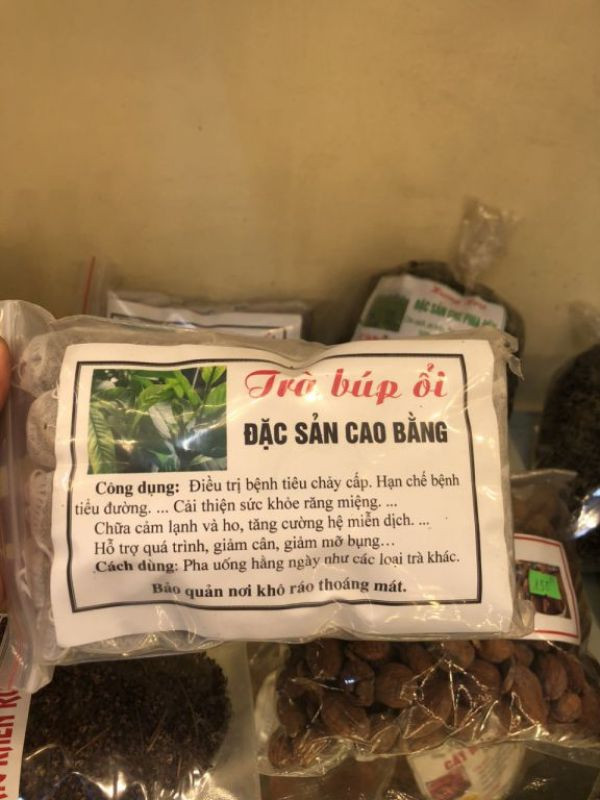 ĐẶC SẢN
Trà búp ổi
ĐẶC SẢN CAO BẰNG
Công dụng: Điều trị bệnh tiêu chảy cấp. Hạn chế bệnh
tiểu đường. ... Cải thiện sức khỏe răng miệng. ...
Chữa cảm lạnh và ho, tăng cường hệ miễn dịch. ...
Hỗ trợ quá trình, giảm cân, giảm mỡ bụng...
Cách dùng: Pha uống hằng ngày như các loại trà khác.
Bảo quản nơi khô ráo thoáng mát.